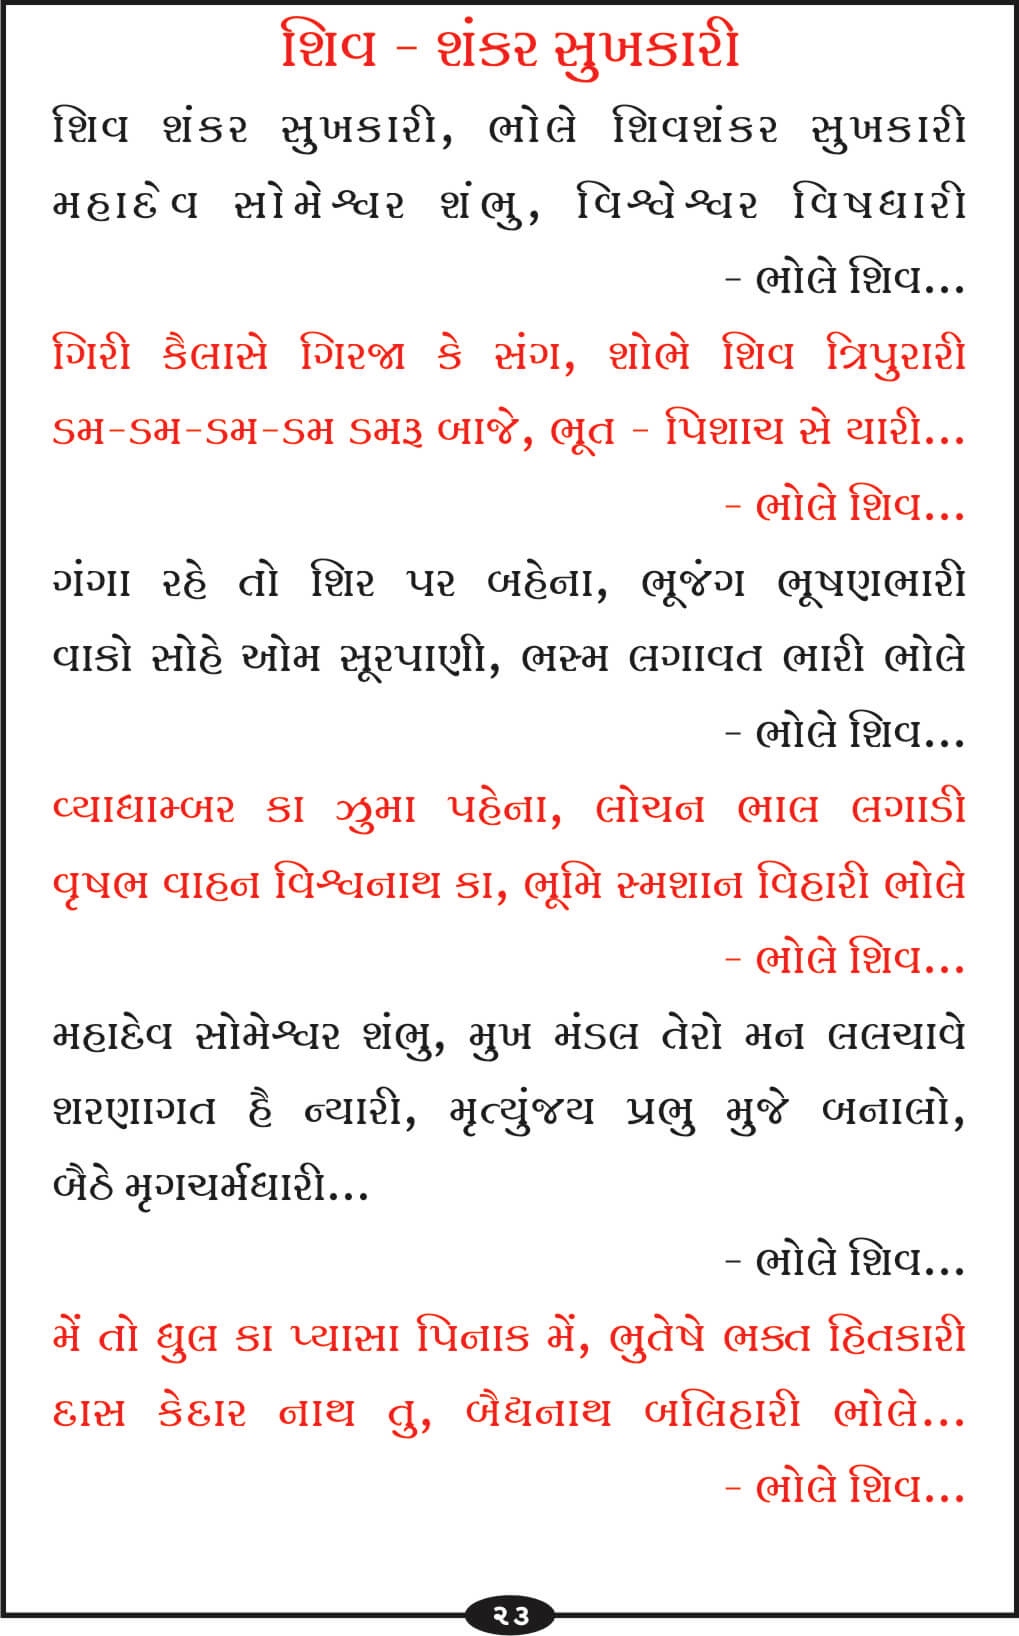 શિવ - શંકર સુખકારી
શિવ શંકર સુખકારી, ભોલે શિવશંકર સુખકારી
મહાદેવ સોમેશ્વર શંભુ, વિશ્વેશ્વર વિષધારી
- ભોલે શિવ...
ગિરી કૈલાસે ગિરજા કે સંગ, શોભે શિવ ત્રિપુરારી
ડમ-ડમ-ડમ-ડમ ડમરૂ બાજે, ભૂત - પિશાચ સે યારી...
- ભોલે શિવ...
ગંગા રહે તો શિર પર બહેના, ભૂજંગ ભૂષણભારી
વાકો સોહે ઓમ સૂરપાણી, ભસ્મ લગાવત ભારી ભોલે
- ભોલે શિવ...
વ્યાધામ્બર કા ઝુમા પહેના, લોચન ભાલ લગાડી
વૃષભ વાહન વિશ્વનાથ કા, ભૂમિ સ્મશાન વિહારી ભોલે
- ભોલે શિવ...
મહાદેવ સોમેશ્વર શંભુ, મુખ મંડલ તેરો મન લલચાવે
શરણાગત હૈ ન્યારી, મૃત્યુંજય પ્રભુ મુજે બનાલો,
બૈઠે મૃગચર્મધારી...
- ભોલે શિવ...
મેં તો ધુલ કા પ્યાસા પિનાક મેં, ભુતેષે ભક્ત હિતકારી
દાસ કેદાર નાથ તુ, બૈદ્યનાથ બલિહારી ભોલે...
- ભોલે શિવ...
૨૩